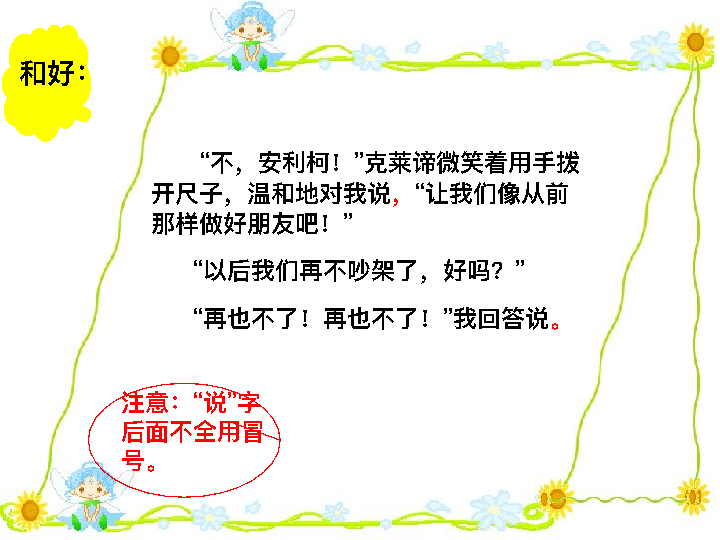 和好：
“不，安利柯！”克莱谛微笑着用手拨
开尺子，温和地对我说，“让我们像从前
那样做好朋友吧！”
“以后我们再不吵架了，好吗？”
“再也不了！再也不了！”我回答说。
注意：“说”字
后面不全用冒
号。